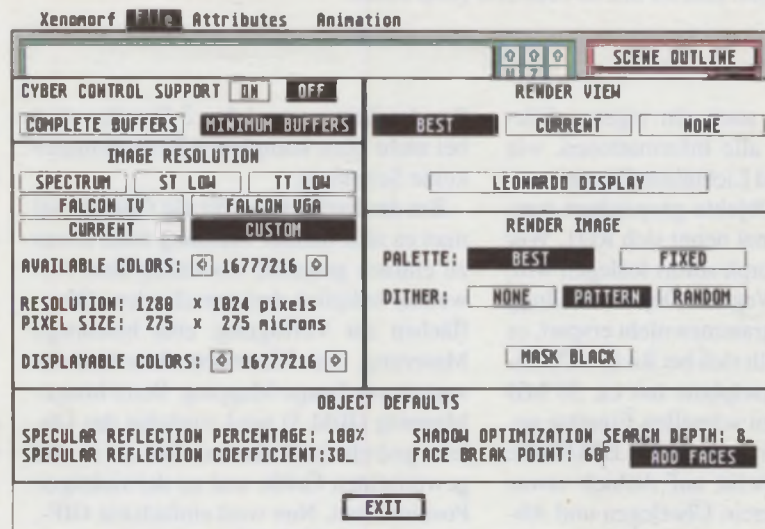 Xenomorf File Attributes Animation
SCENE OUTLINE
CYBER CONTROL SUPPORT ON OFF
COMPLETE BUFFERS MINIMUM BUFFERS
IMAGE RESOLUTION
SPECTRUM ST LOW TT LOW
FALCON TV FALCON VGA
CURRENT CUSTOM
AVAILABLE COLORS: 16777216
RESOLUTION: 1280 x 1024 pixels
PIXEL SIZE: 275 x 275 microns
DISPLAYABLE COLORS: 16777216
RENDER VIEW
BEST CURRENT NONE
LEONARDO DISPLAY
RENDER IMAGE
PALETTE: BEST FIXED
DITHER: NONE PATTERN RANDOM
MASK BLACK
OBJECT DEFAULTS
SPECULAR REFLECTION PERCENTAGE: 100%
SPECULAR REFLECTION COEFFICIENT:30_
SHADOW OPTIMIZATION SEARCH DEPTH: 8_
FACE BREAK POINT: 60 ADD FACES
EXIT